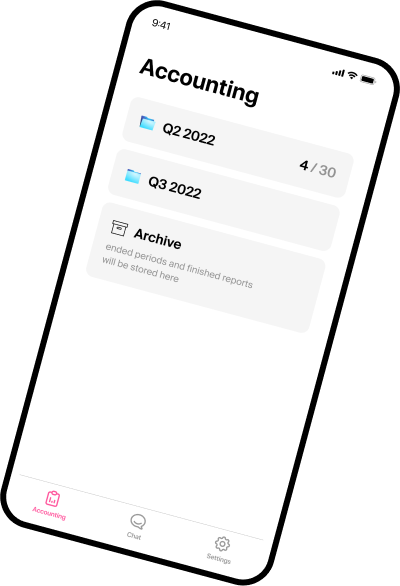 9:41
Accounting
Q2 2022
4 / 30
Q3 2022
Archive
ended periods and finished reports
will be stored here
Accounting
Chat
Settings